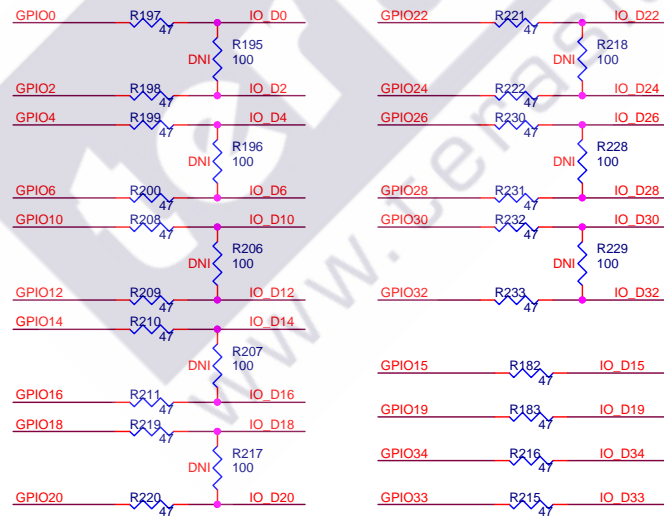 GPIO0 R197 47 IO_D0
DNI R195 100
GPIO2 R198 47 IO_D2
GPIO4 R199 47 IO_D4
DNI R196 100
GPIO6 R200 47 IO_D6
GPIO10 R208 47 IO_D10
DNI R206 100
GPIO12 R209 47 IO_D12
GPIO14 R210 47 IO_D14
DNI R207 100
GPIO16 R211 47 IO_D16
GPIO18 R219 47 IO_D18
DNI R217 100
GPIO20 R220 47 IO_D20
GPIO22 R221 47 IO_D22
DNI R218 100
GPIO24 R222 47 IO_D24
GPIO26 R230 47 IO_D26
DNI R228 100
GPIO28 R231 47 IO_D28
GPIO30 R232 47 IO_D30
DNI R229 100
GPIO32 R233 47 IO_D32
GPIO15 R182 47 IO_D15
GPIO19 R183 47 IO_D19
GPIO34 R216 47 IO_D34
GPIO33 R215 47 IO_D33
www.terasic